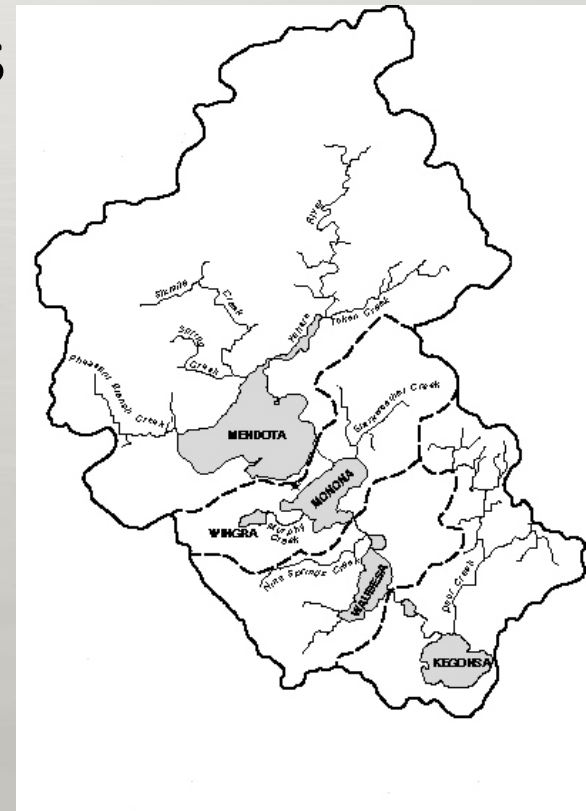 s
River
Sixmile Creek
Spring
Creek
Yahara
Token Creek
Pheasant Branch Creek
MENDOTA
Starkweather Creek
MONONA
WINGRA
Murphy
Creek
Nine Springs Creek
WAUBESA
Door Creek
KEGONSA